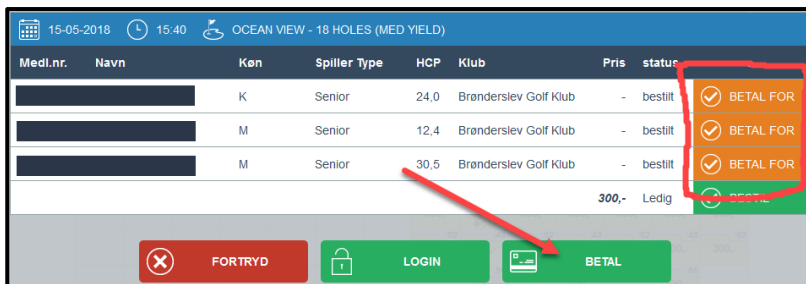 15-05-2018 15:40 OCEAN VIEW - 18 HOLES (MED YIELD)
Medl.nr. Navn Køn Spiller Type HCP Klub Pris status
K Senior 24,0 Brønderslev Golf Klub - bestilt BETAL FOR
M Senior 12,4 Brønderslev Golf Klub - bestilt BETAL FOR
M Senior 30,5 Brønderslev Golf Klub - bestilt BETAL FOR
300,- Ledig BESTIL
FORTRYD LOGIN BETAL